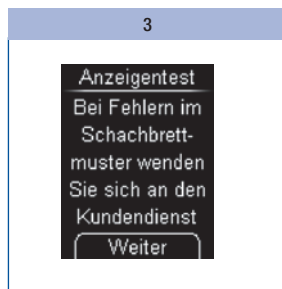 3
Anzeigentest
Bei Fehlern im
Schachbrett-
muster wenden
Sie sich an den
Kundendienst
Weiter